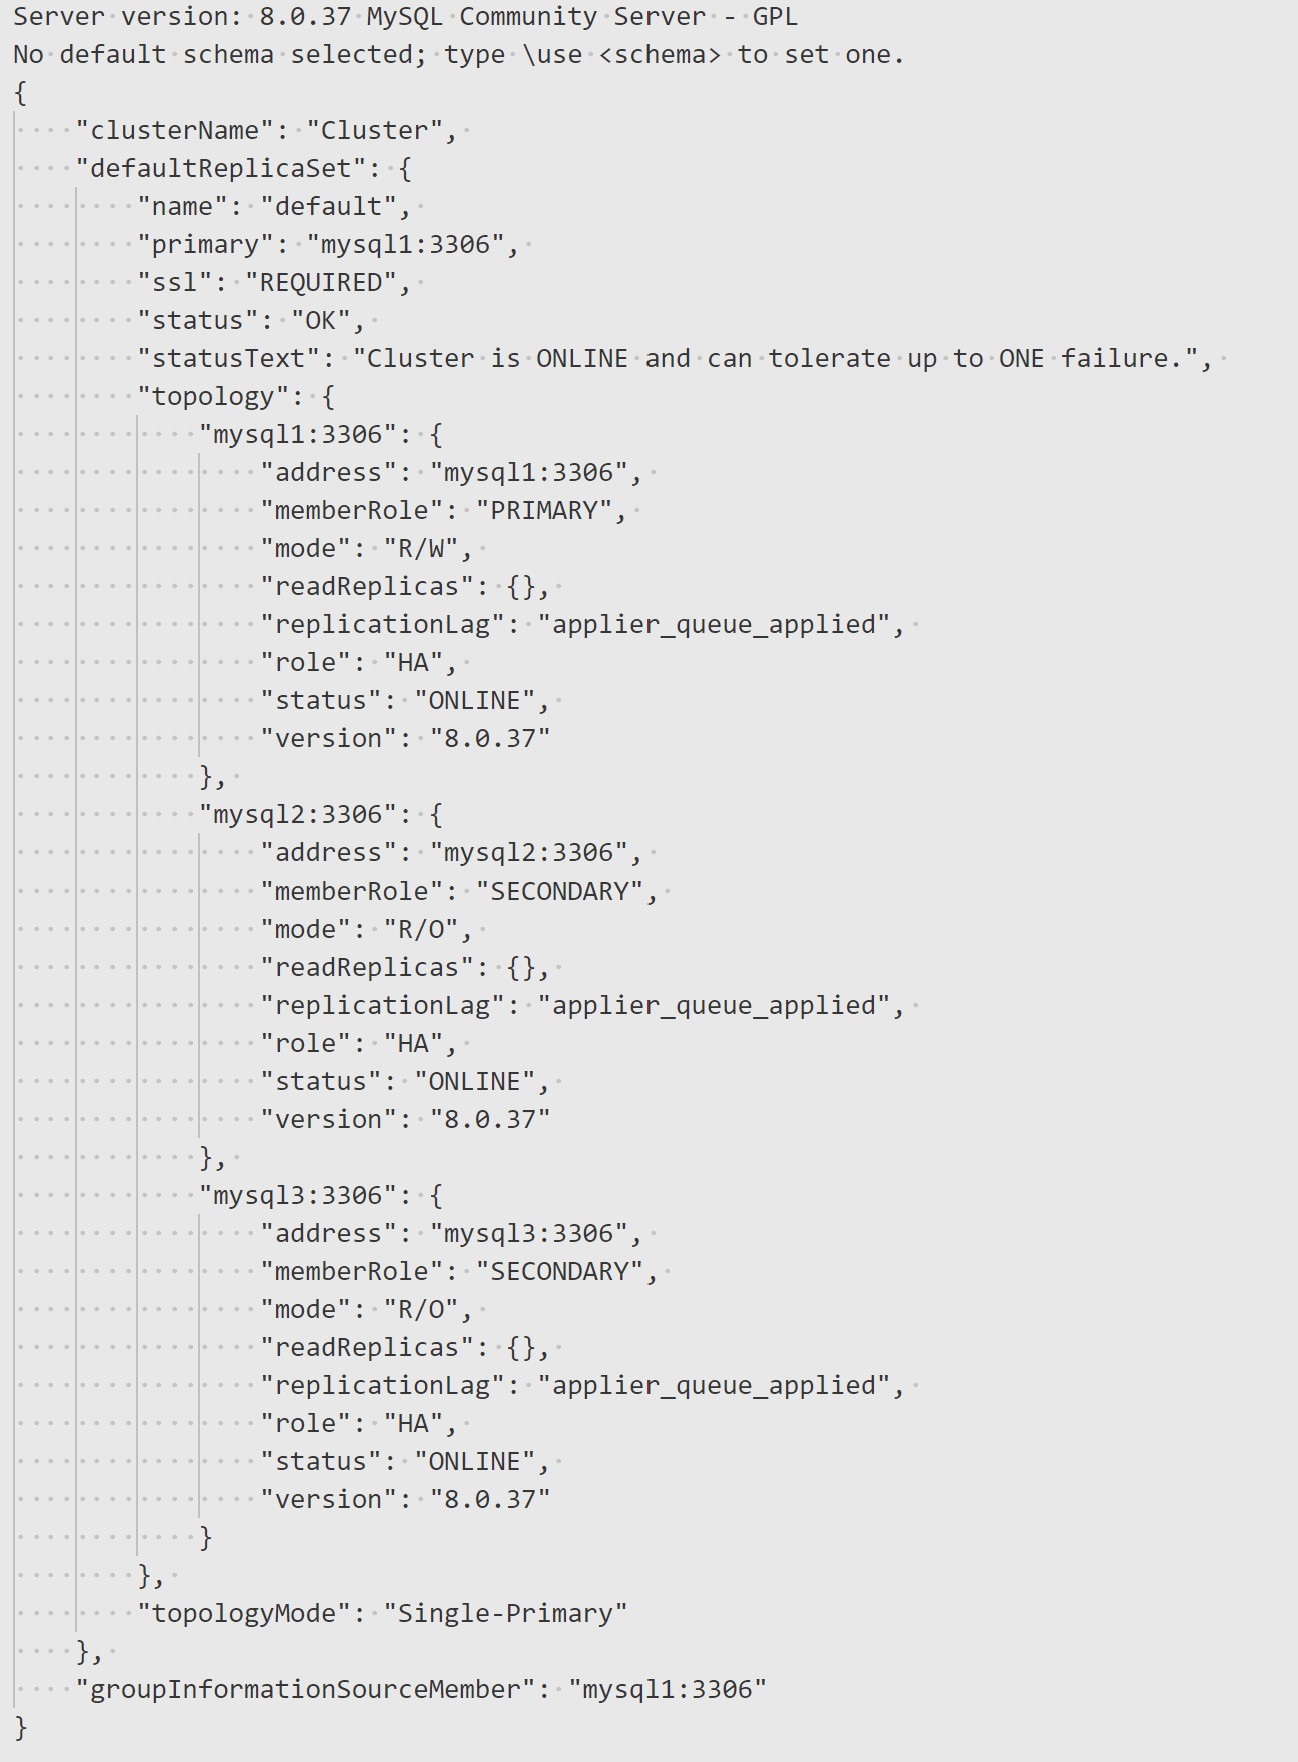 Server version: 8.0.37 MySQL Community Server - GPL
No default schema selected; type \use <schema> to set one.
{
    "clusterName": "Cluster", 
    "defaultReplicaSet": {
        "name": "default", 
        "primary": "mysql1:3306", 
        "ssl": "REQUIRED", 
        "status": "OK", 
        "statusText": "Cluster is ONLINE and can tolerate up to ONE failure.", 
        "topology": {
            "mysql1:3306": {
                "address": "mysql1:3306", 
                "memberRole": "PRIMARY", 
                "mode": "R/W", 
                "readReplicas": {}, 
                "replicationLag": "applier_queue_applied", 
                "role": "HA", 
                "status": "ONLINE", 
                "version": "8.0.37"
            }, 
            "mysql2:3306": {
                "address": "mysql2:3306", 
                "memberRole": "SECONDARY", 
                "mode": "R/O", 
                "readReplicas": {}, 
                "replicationLag": "applier_queue_applied", 
                "role": "HA", 
                "status": "ONLINE", 
                "version": "8.0.37"
            }, 
            "mysql3:3306": {
                "address": "mysql3:3306", 
                "memberRole": "SECONDARY", 
                "mode": "R/O", 
                "readReplicas": {}, 
                "replicationLag": "applier_queue_applied", 
                "role": "HA", 
                "status": "ONLINE", 
                "version": "8.0.37"
            }
        }, 
        "topologyMode": "Single-Primary"
    }, 
    "groupInformationSourceMember": "mysql1:3306"
}